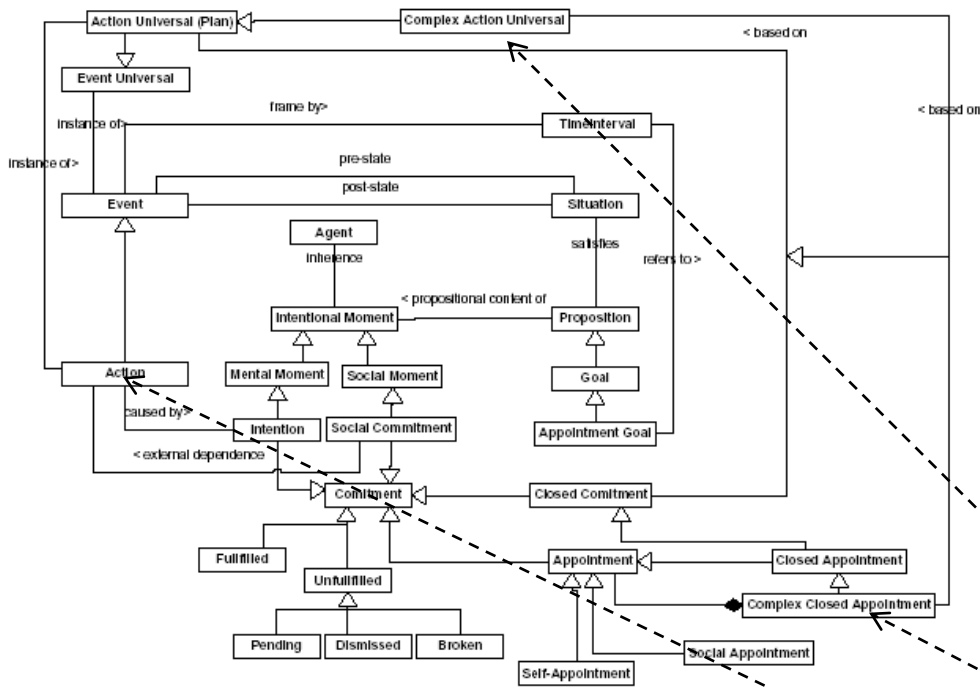 Action Universal (Plan)
Complex Action Universal
< based on
Event Universal
< based on
frame by>
instance of>
TimeInterval
instance of>
pre-state
post-state
Event
Situation
Agent
inherence
satisfies
refers to >
< propositional content of
Intentional Moment
Proposition
Action
Mental Moment
Social Moment
Goal
caused by>
Intention
Social Commitment
Appointment Goal
< external dependence
Comitment
Closed Comitment
Fullfilled
Appointment
Closed Appointment
Unfullfilled
Complex Closed Appointment
Pending
Dismissed
Broken
Social Appointment
Self-Appointment